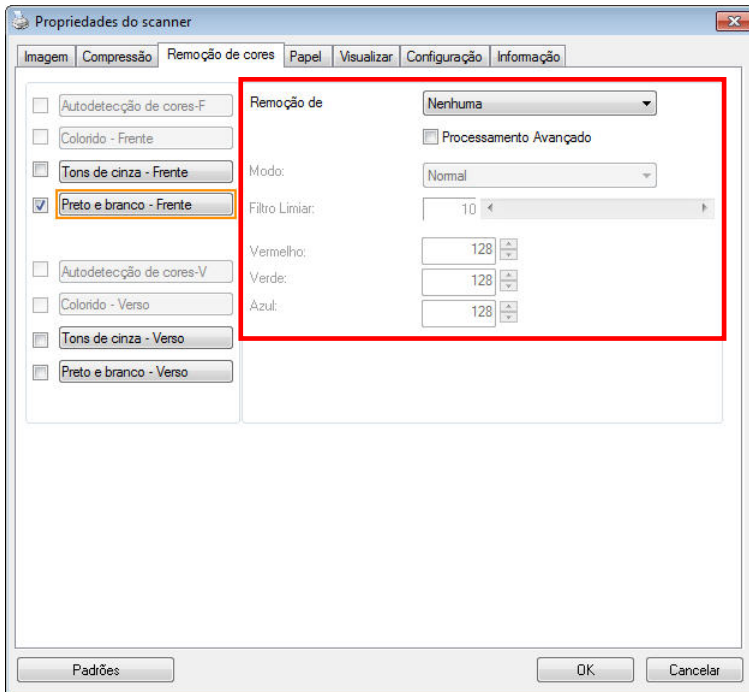 Propriedades do scanner
Imagem Compressão Remoção de cores Papel Visualizar Configuração Informação
Autodetecção de cores-F
Colorido - Frente
Tons de cinza - Frente
Preto e branco - Frente
Autodetecção de cores-V
Colorido - Verso
Tons de cinza - Verso
Preto e branco - Verso
Remoção de Nenhuma
Processamento Avançado
Modo: Normal
Filtro Limiar: 10
Vermelho: 128
Verde: 128
Azul: 128
Padrões OK Cancelar